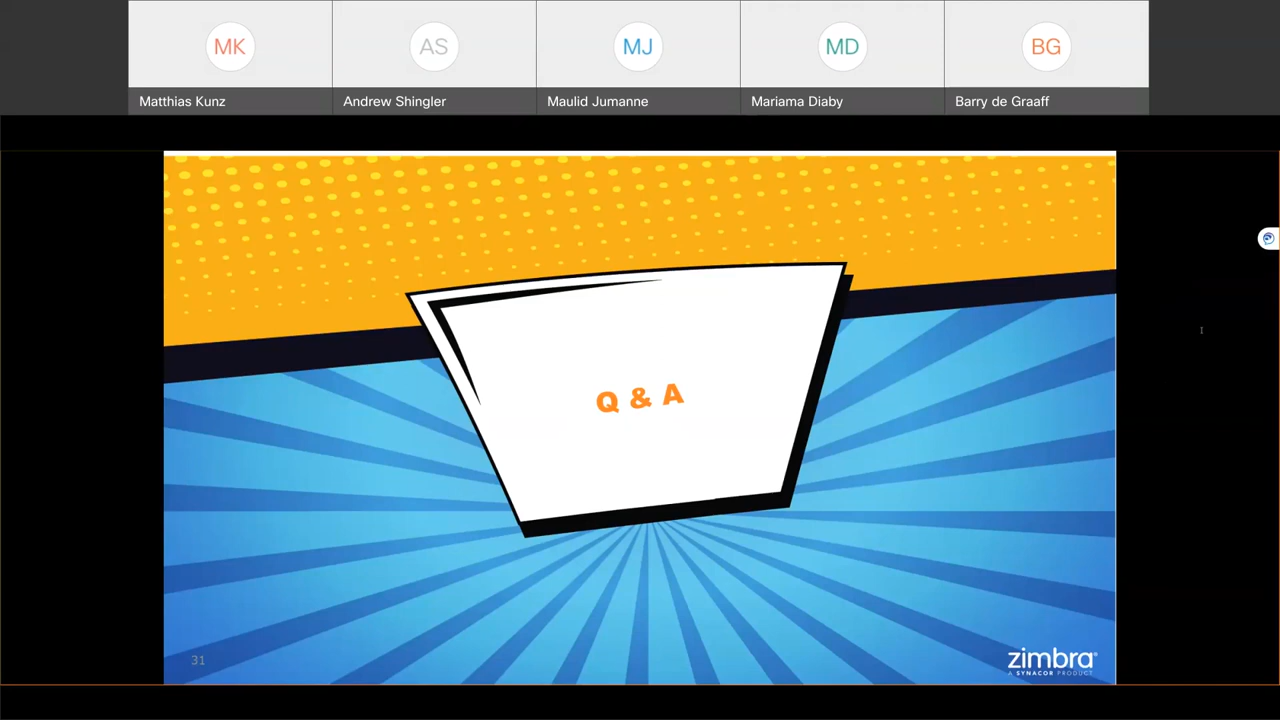 MK
AS
MJ
MD
BG
Matthias Kunz
Andrew Shingler
Maulid Jumanne
Mariama Diaby
Barry de Graaff
Q & A
31
zimbra®
A SYNACOR PRODUCT